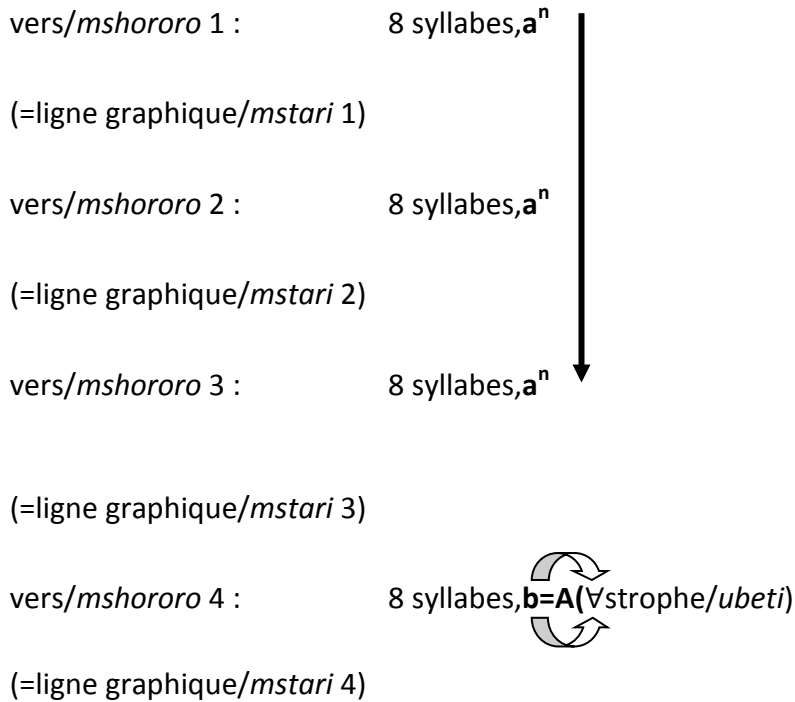 vers/mshororo 1 : 8 syllabes,aⁿ
(=ligne graphique/mstari 1)
vers/mshororo 2 : 8 syllabes,aⁿ
(=ligne graphique/mstari 2)
vers/mshororo 3 : 8 syllabes,aⁿ
(=ligne graphique/mstari 3)
vers/mshororo 4 : 8 syllabes,b=A(∀strophe/ubeti)
(=ligne graphique/mstari 4)